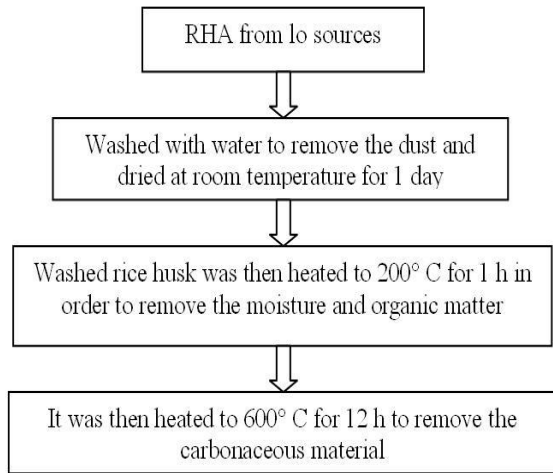 RHA from lo sources
Washed with water to remove the dust and
dried at room temperature for 1 day
Washed rice husk was then heated to 200° C for 1 h in
order to remove the moisture and organic matter
It was then heated to 600° C for 12 h to remove the
carbonaceous material